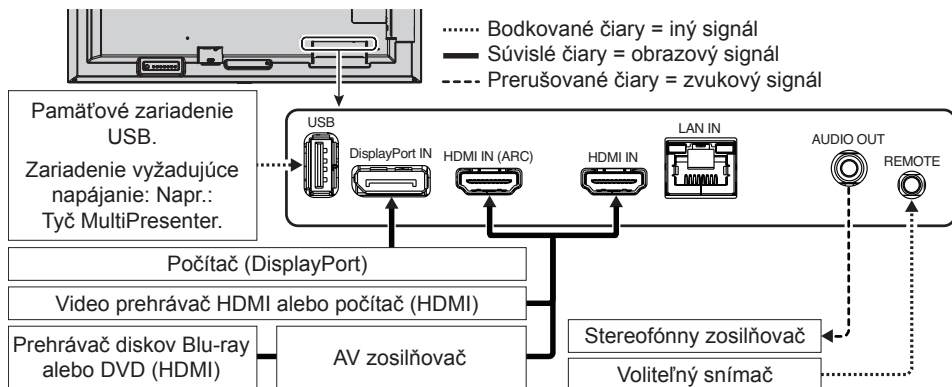 Bodkované čiary = iný signál
Súvislé čiary = obrazový signál
Prerušované čiary = zvukový signál
Pamäťové zariadenie
USB.
Zariadenie vyžadujúce
napájanie: Napr.:
Tyč MultiPresenter.
USB
DisplayPort IN
HDMI IN (ARC)
HDMI IN
LAN IN
AUDIO OUT
REMOTE
Počítač (DisplayPort)
Video prehrávač HDMI alebo počítač (HDMI)
Prehrávač diskov Blu-ray
alebo DVD (HDMI)
AV zosilňovač
Stereofónny zosilňovač
Voliteľný snímač